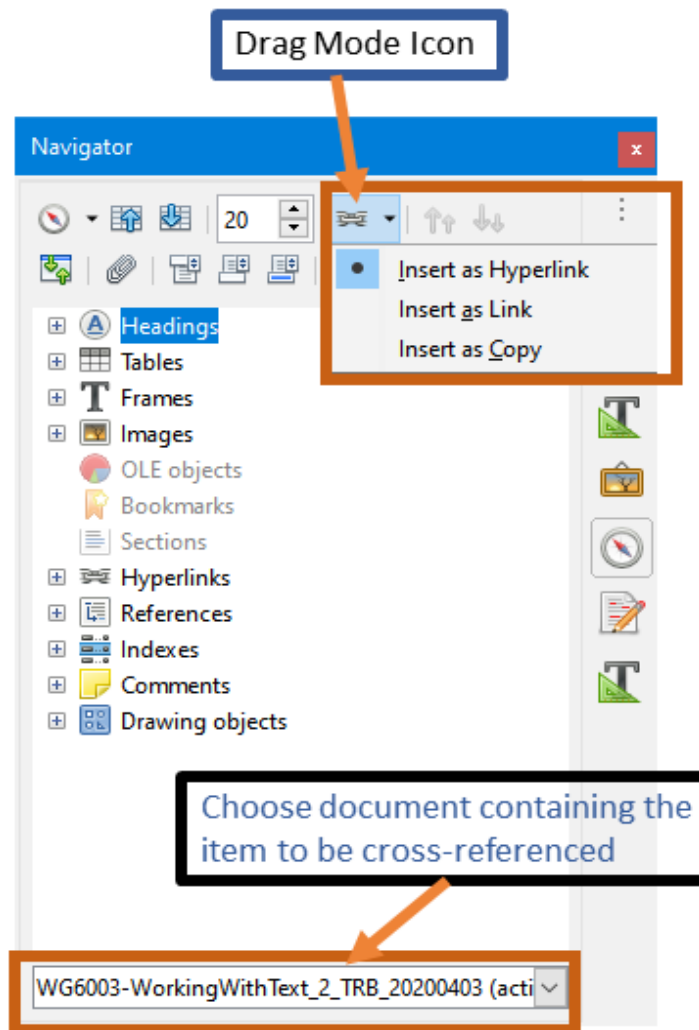 Drag Mode Icon
Navigator
x
20
Insert as Hyperlink
Insert as Link
Insert as Copy
Headings
Tables
Frames
Images
OLE objects
Bookmarks
Sections
Hyperlinks
References
Indexes
Comments
Drawing objects
Choose document containing the
item to be cross-referenced
WG6003-WorkingWithText_2_TRB_20200403 (acti